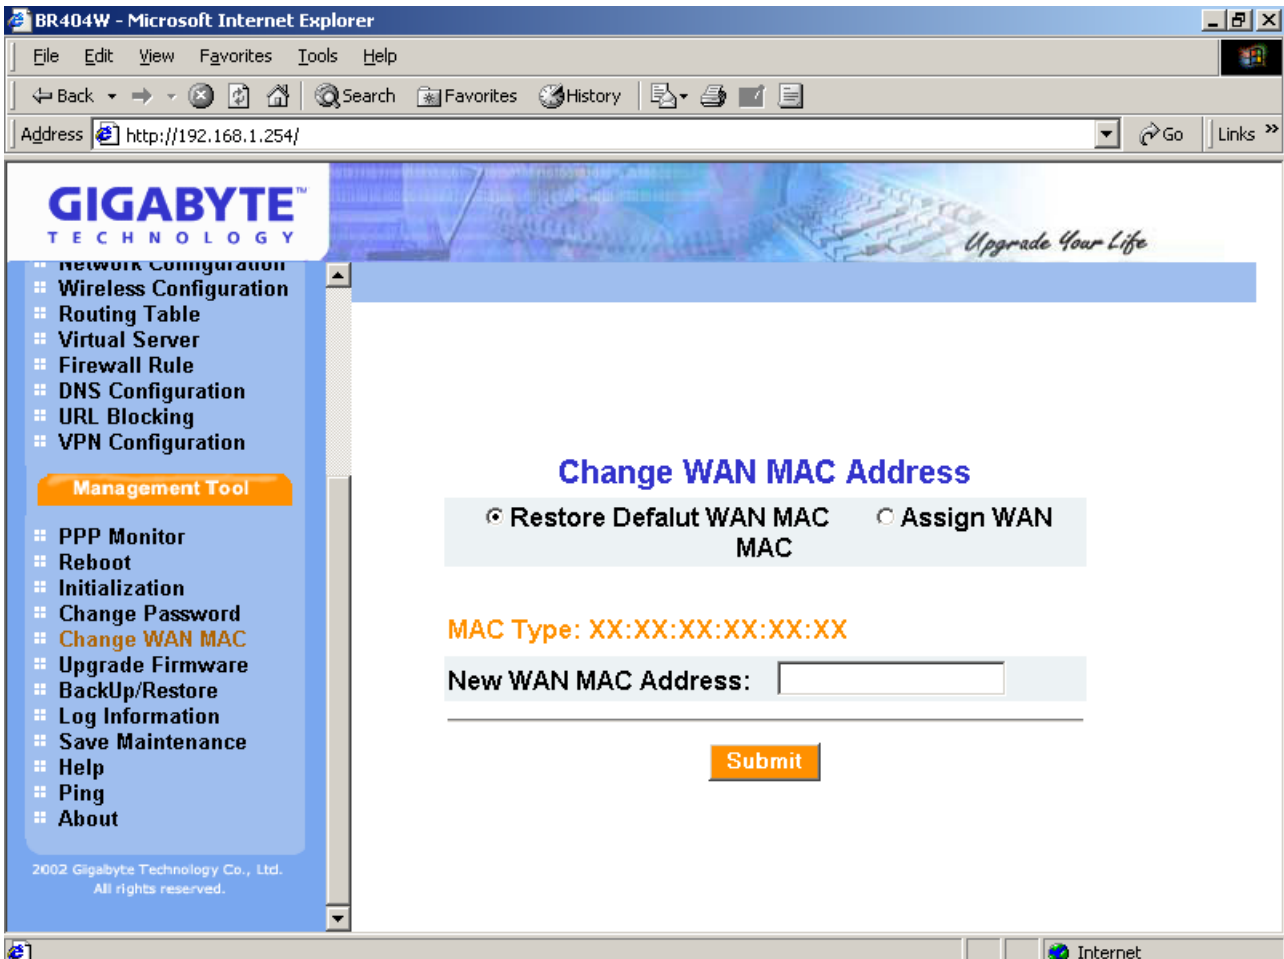 BR404W - Microsoft Internet Explorer
File Edit View Favorites Tools Help
Back Search Favorites History
Address http://192.168.1.254/ Go Links »
GIGABYTE™
TECHNOLOGY
Upgrade Your Life
Network Configuration
Wireless Configuration
Routing Table
Virtual Server
Firewall Rule
DNS Configuration
URL Blocking
VPN Configuration
Management Tool
PPP Monitor
Reboot
Initialization
Change Password
Change WAN MAC
Upgrade Firmware
BackUp/Restore
Log Information
Save Maintenance
Help
Ping
About
2002 Gigabyte Technology Co., Ltd.
All rights reserved.
Change WAN MAC Address
Restore Defalut WAN MAC Assign WAN
MAC
MAC Type: XX:XX:XX:XX:XX:XX
New WAN MAC Address:
Submit
Internet